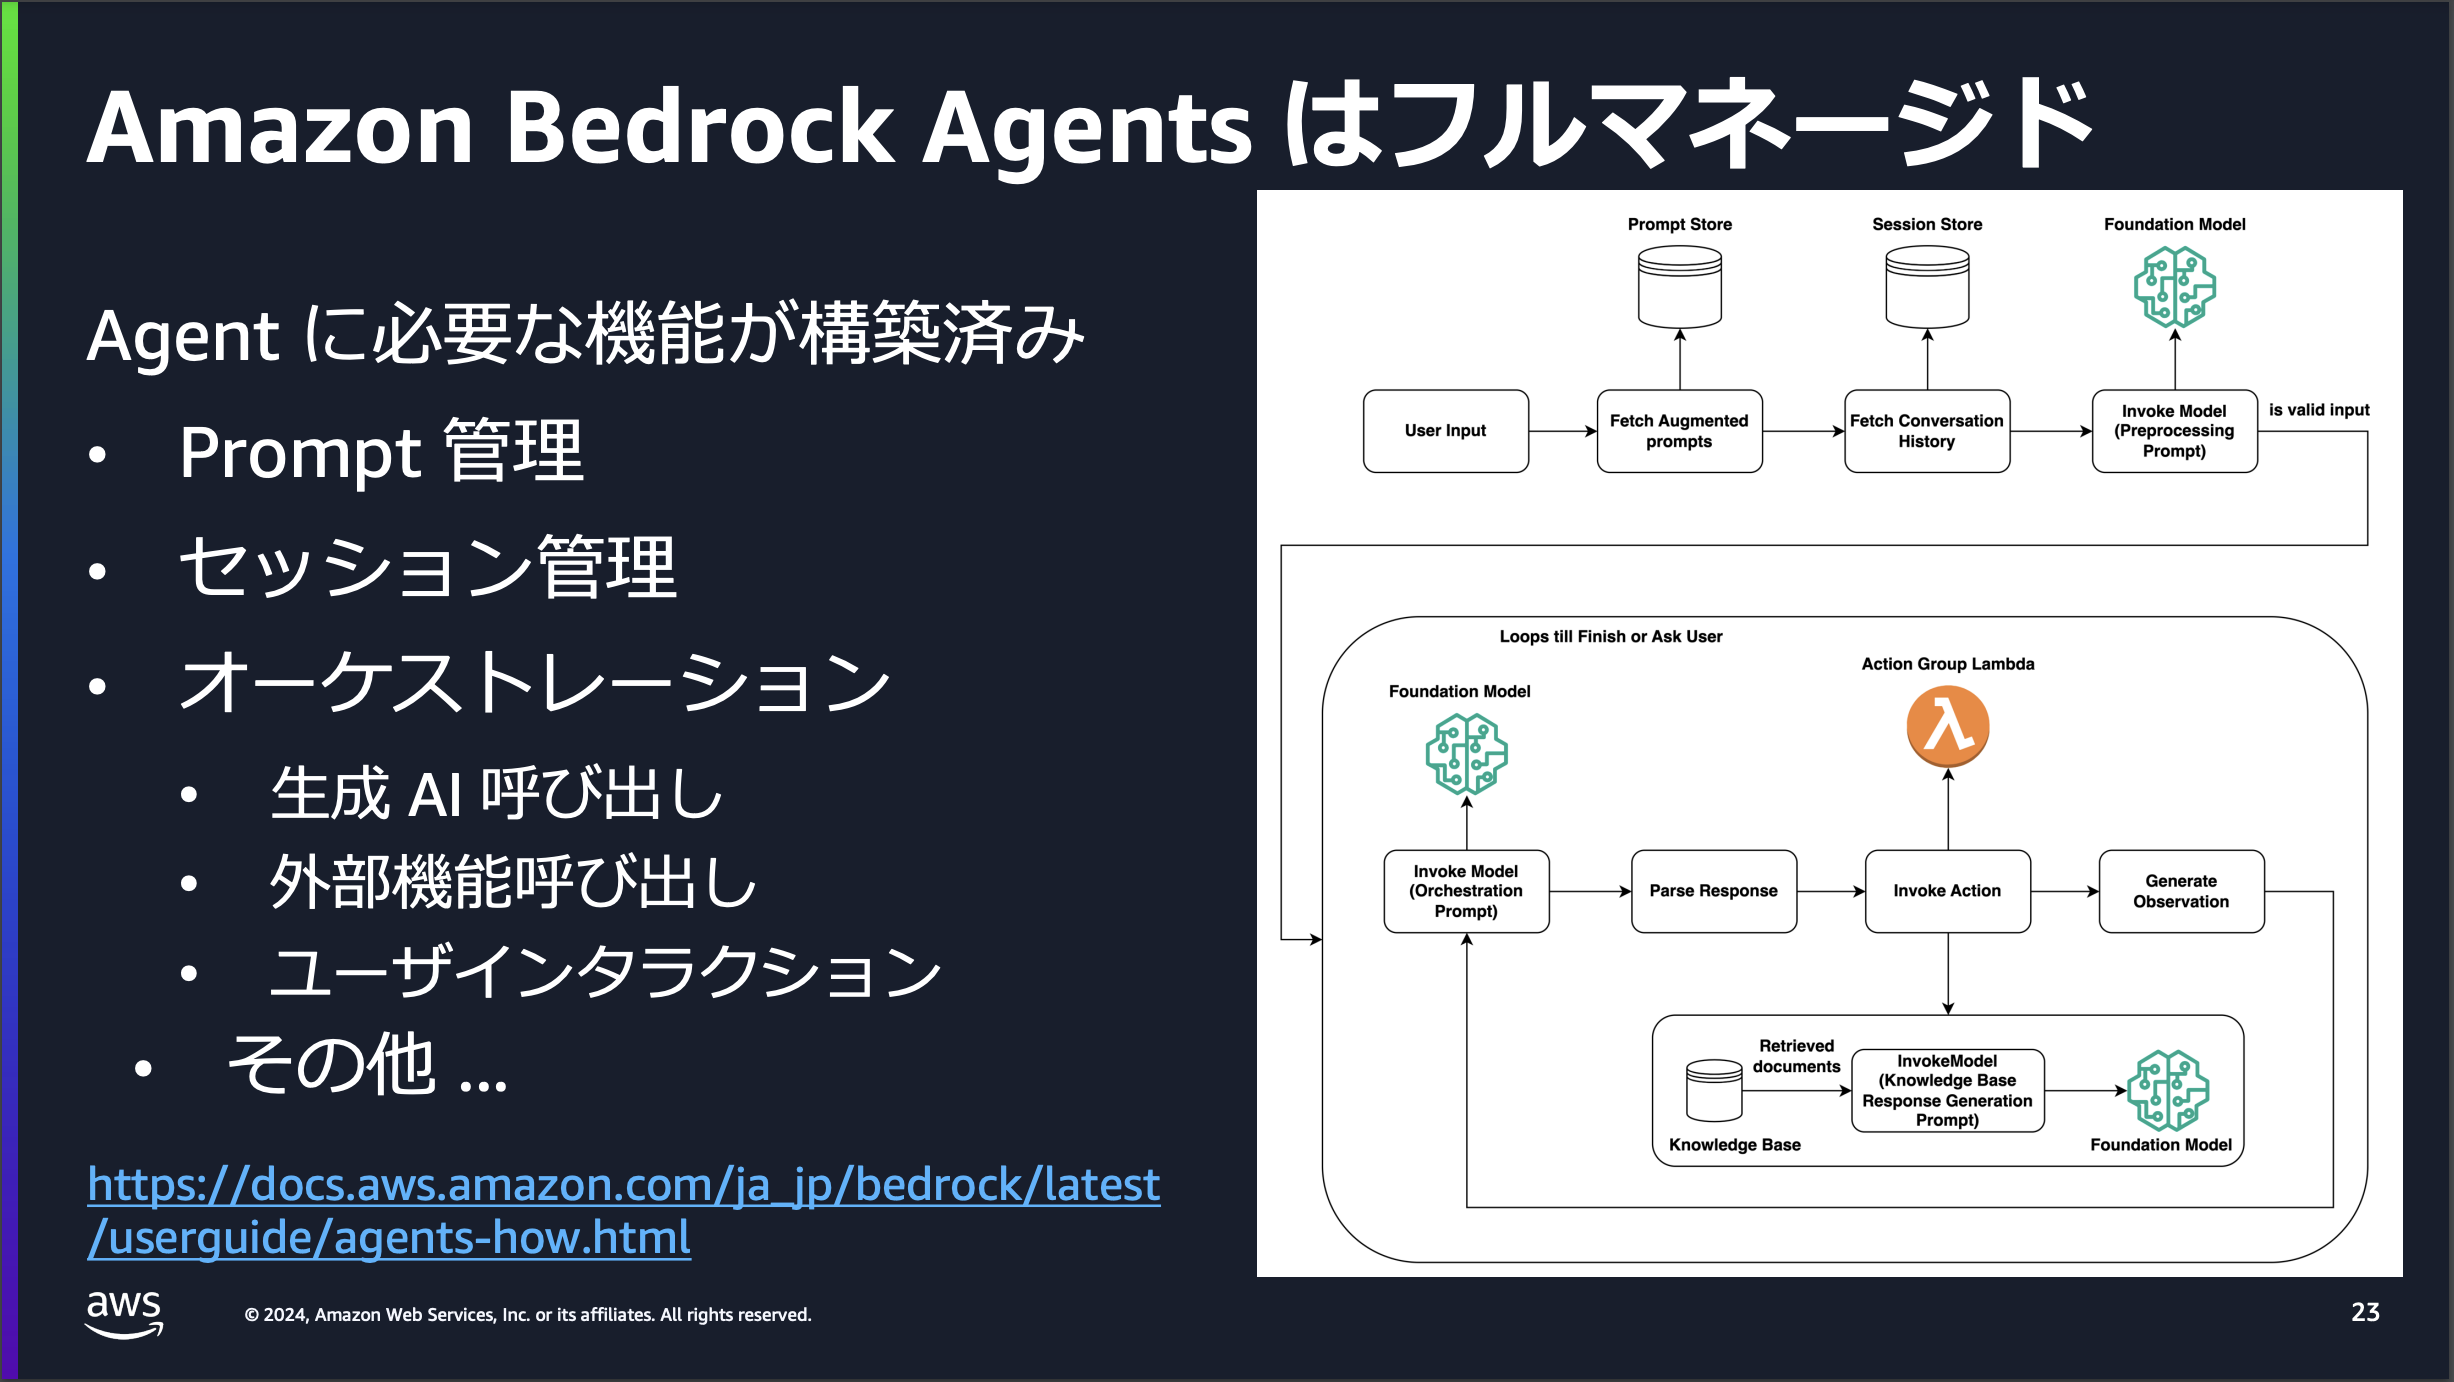 Amazon Bedrock Agents はフルマネージド
Agent に必要な機能が構築済み
• Prompt 管理
• セッション管理
• オーケストレーション
• 生成 AI 呼び出し
• 外部機能呼び出し
• ユーザインタラクション
• その他 ...
https://docs.aws.amazon.com/ja_jp/bedrock/latest
/userguide/agents-how.html
Prompt Store
Session Store
Foundation Model
User Input
Fetch Augmented
prompts
Fetch Conversation
History
Invoke Model
(Preprocessing
Prompt)
is valid input
Loops till Finish or Ask User
Foundation Model
Action Group Lambda
Invoke Model
(Orchestration
Prompt)
Parse Response
Invoke Action
Generate
Observation
Retrieved
documents
Knowledge Base
InvokeModel
(Knowledge Base
Response Generation
Prompt)
Foundation Model
aws
© 2024, Amazon Web Services, Inc. or its affiliates. All rights reserved.
23